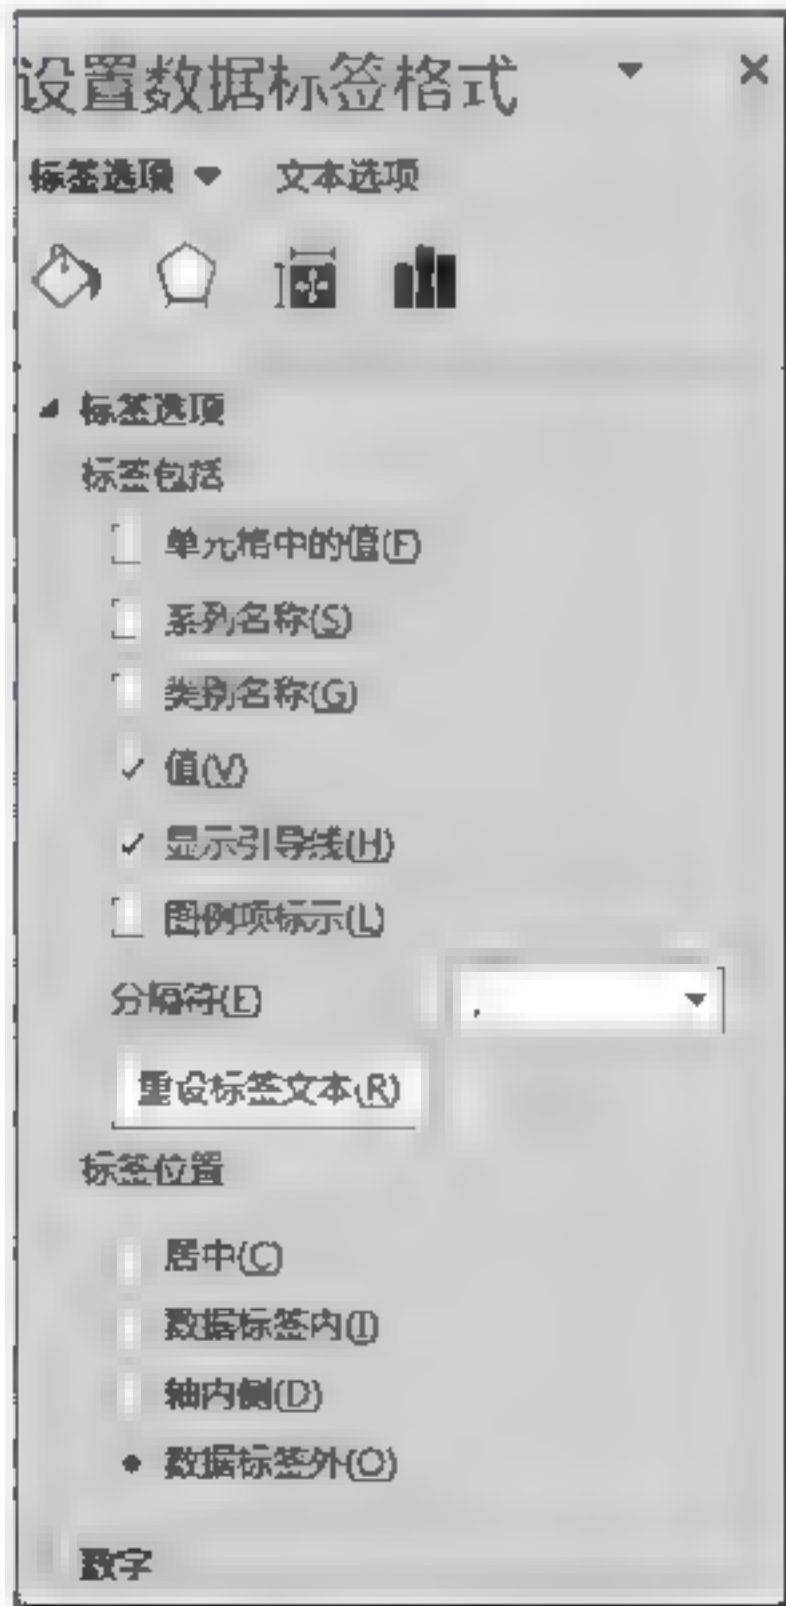 设置数据标签格式
标签选项 文本选项
标签选项
标签包括
单元格中的值(F)
系列名称(S)
类别名称(G)
值(V)
显示引导线(H)
图例项标示(L)
分隔符(E) ,
重设标签文本(R)
标签位置
居中(C)
数据标签内(I)
轴内侧(D)
数据标签外(O)
数字